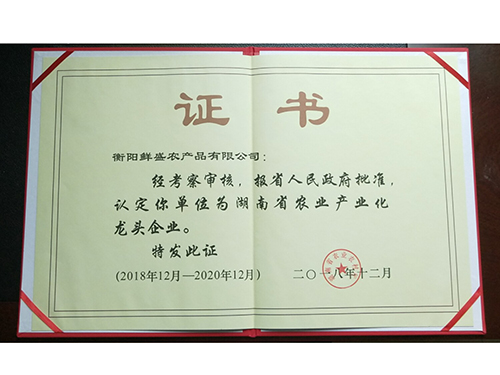 证书
衡阳鲜盛农产品有限公司：
经考察审核，报省人民政府批准，
认定你单位为湖南省农业产业化
龙头企业。
特发此证
(2018年12月—2020年12月) 二〇一八年十二月